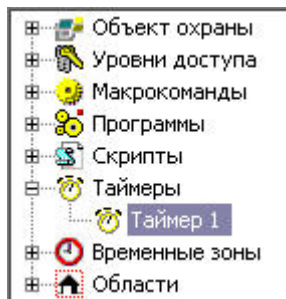 Объект охраны
Уровни доступа
Макрокоманды
Программы
Скрипты
Таймеры
Таймер 1
Временные зоны
Области